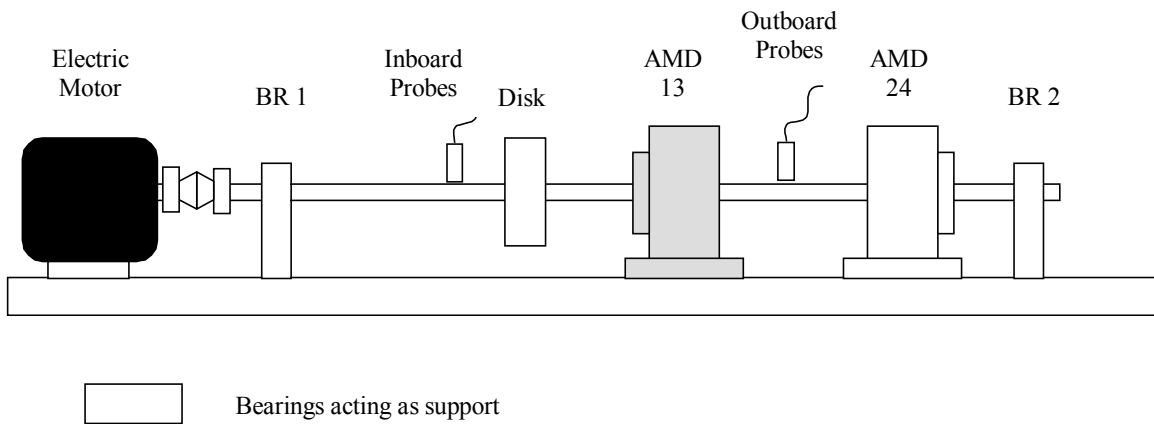 Electric
Motor
BR 1
Inboard
Probes
Disk
AMD
13
Outboard
Probes
AMD
24
BR 2
Bearings acting as support